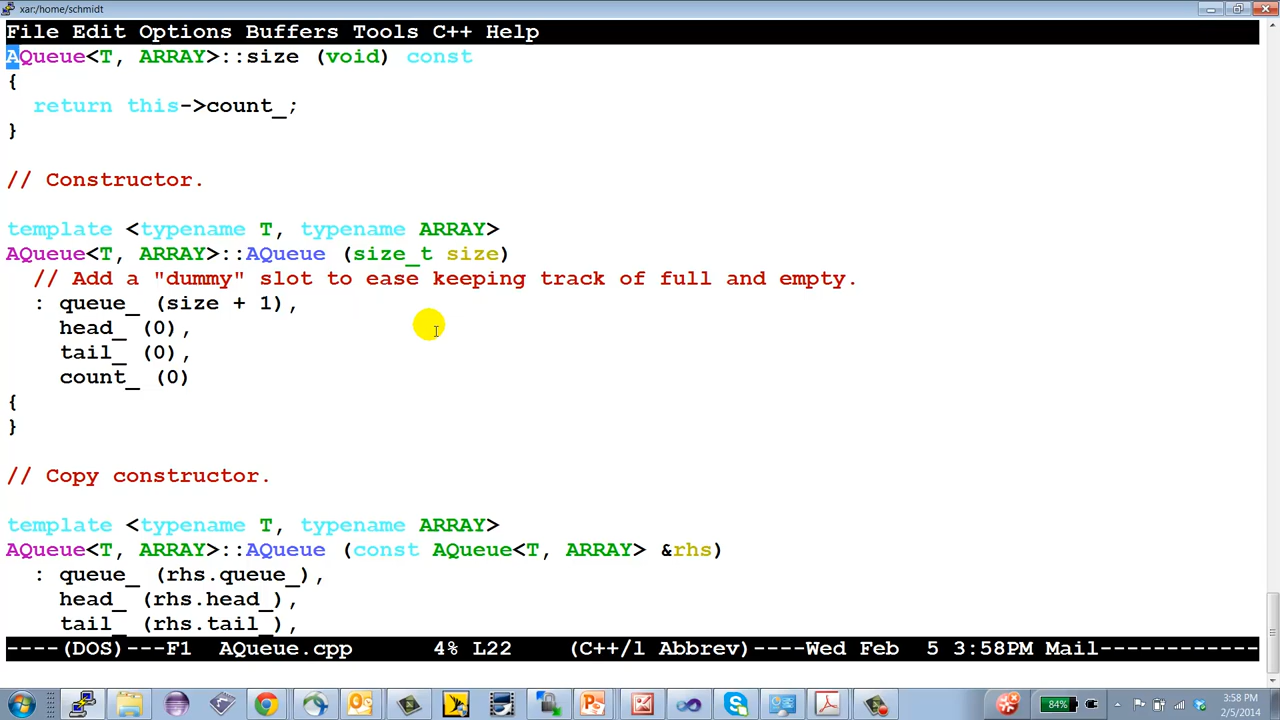 xar:/home/schmidt
File Edit Options Buffers Tools C++ Help
AQueue<T, ARRAY>::size (void) const
{
  return this->count_;
}
// Constructor.
template <typename T, typename ARRAY>
AQueue<T, ARRAY>::AQueue (size_t size)
  // Add a "dummy" slot to ease keeping track of full and empty.
  : queue_ (size + 1),
    head_ (0),
    tail_ (0),
    count_ (0)
{
}
// Copy constructor.
template <typename T, typename ARRAY>
AQueue<T, ARRAY>::AQueue (const AQueue<T, ARRAY> &rhs)
  : queue_ (rhs.queue_),
    head_ (rhs.head_),
    tail_ (rhs.tail_),
----(DOS)---F1  AQueue.cpp      4% L22    (C++/l Abbrev)----Wed Feb  5 3:58PM Mail------------
84%
3:58 PM
2/5/2014